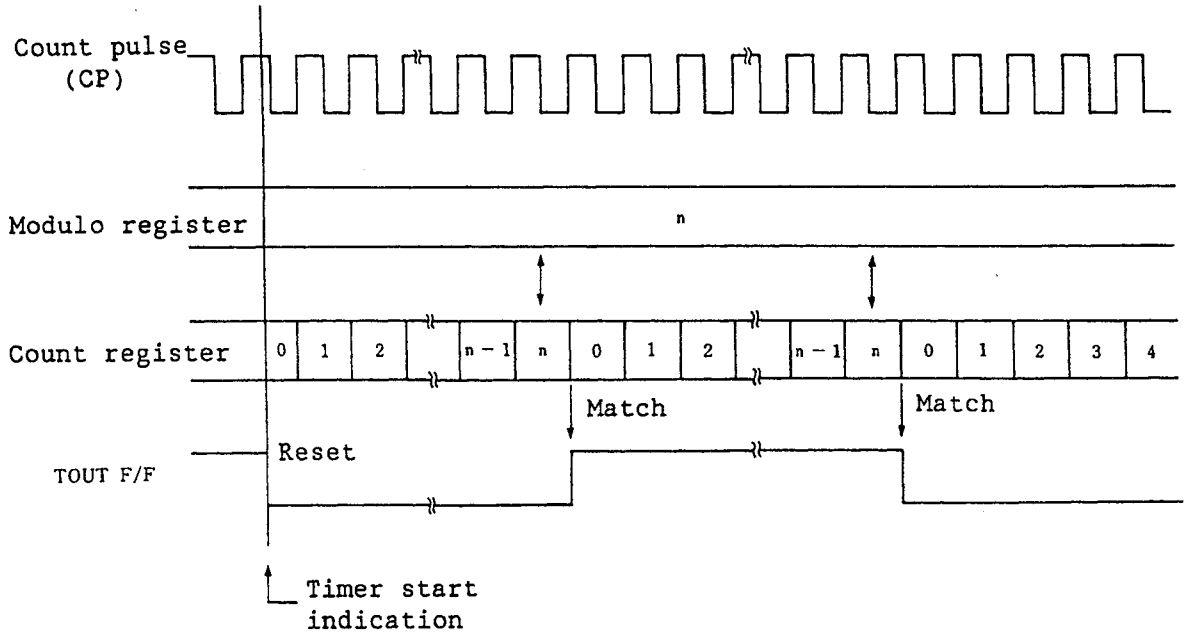 Count pulse
(CP)
Modulo register
n
Count register
0 1 2 n-1 n 0 1 2 n-1 n 0 1 2 3 4
Match
Match
Reset
TOUT F/F
Timer start
indication